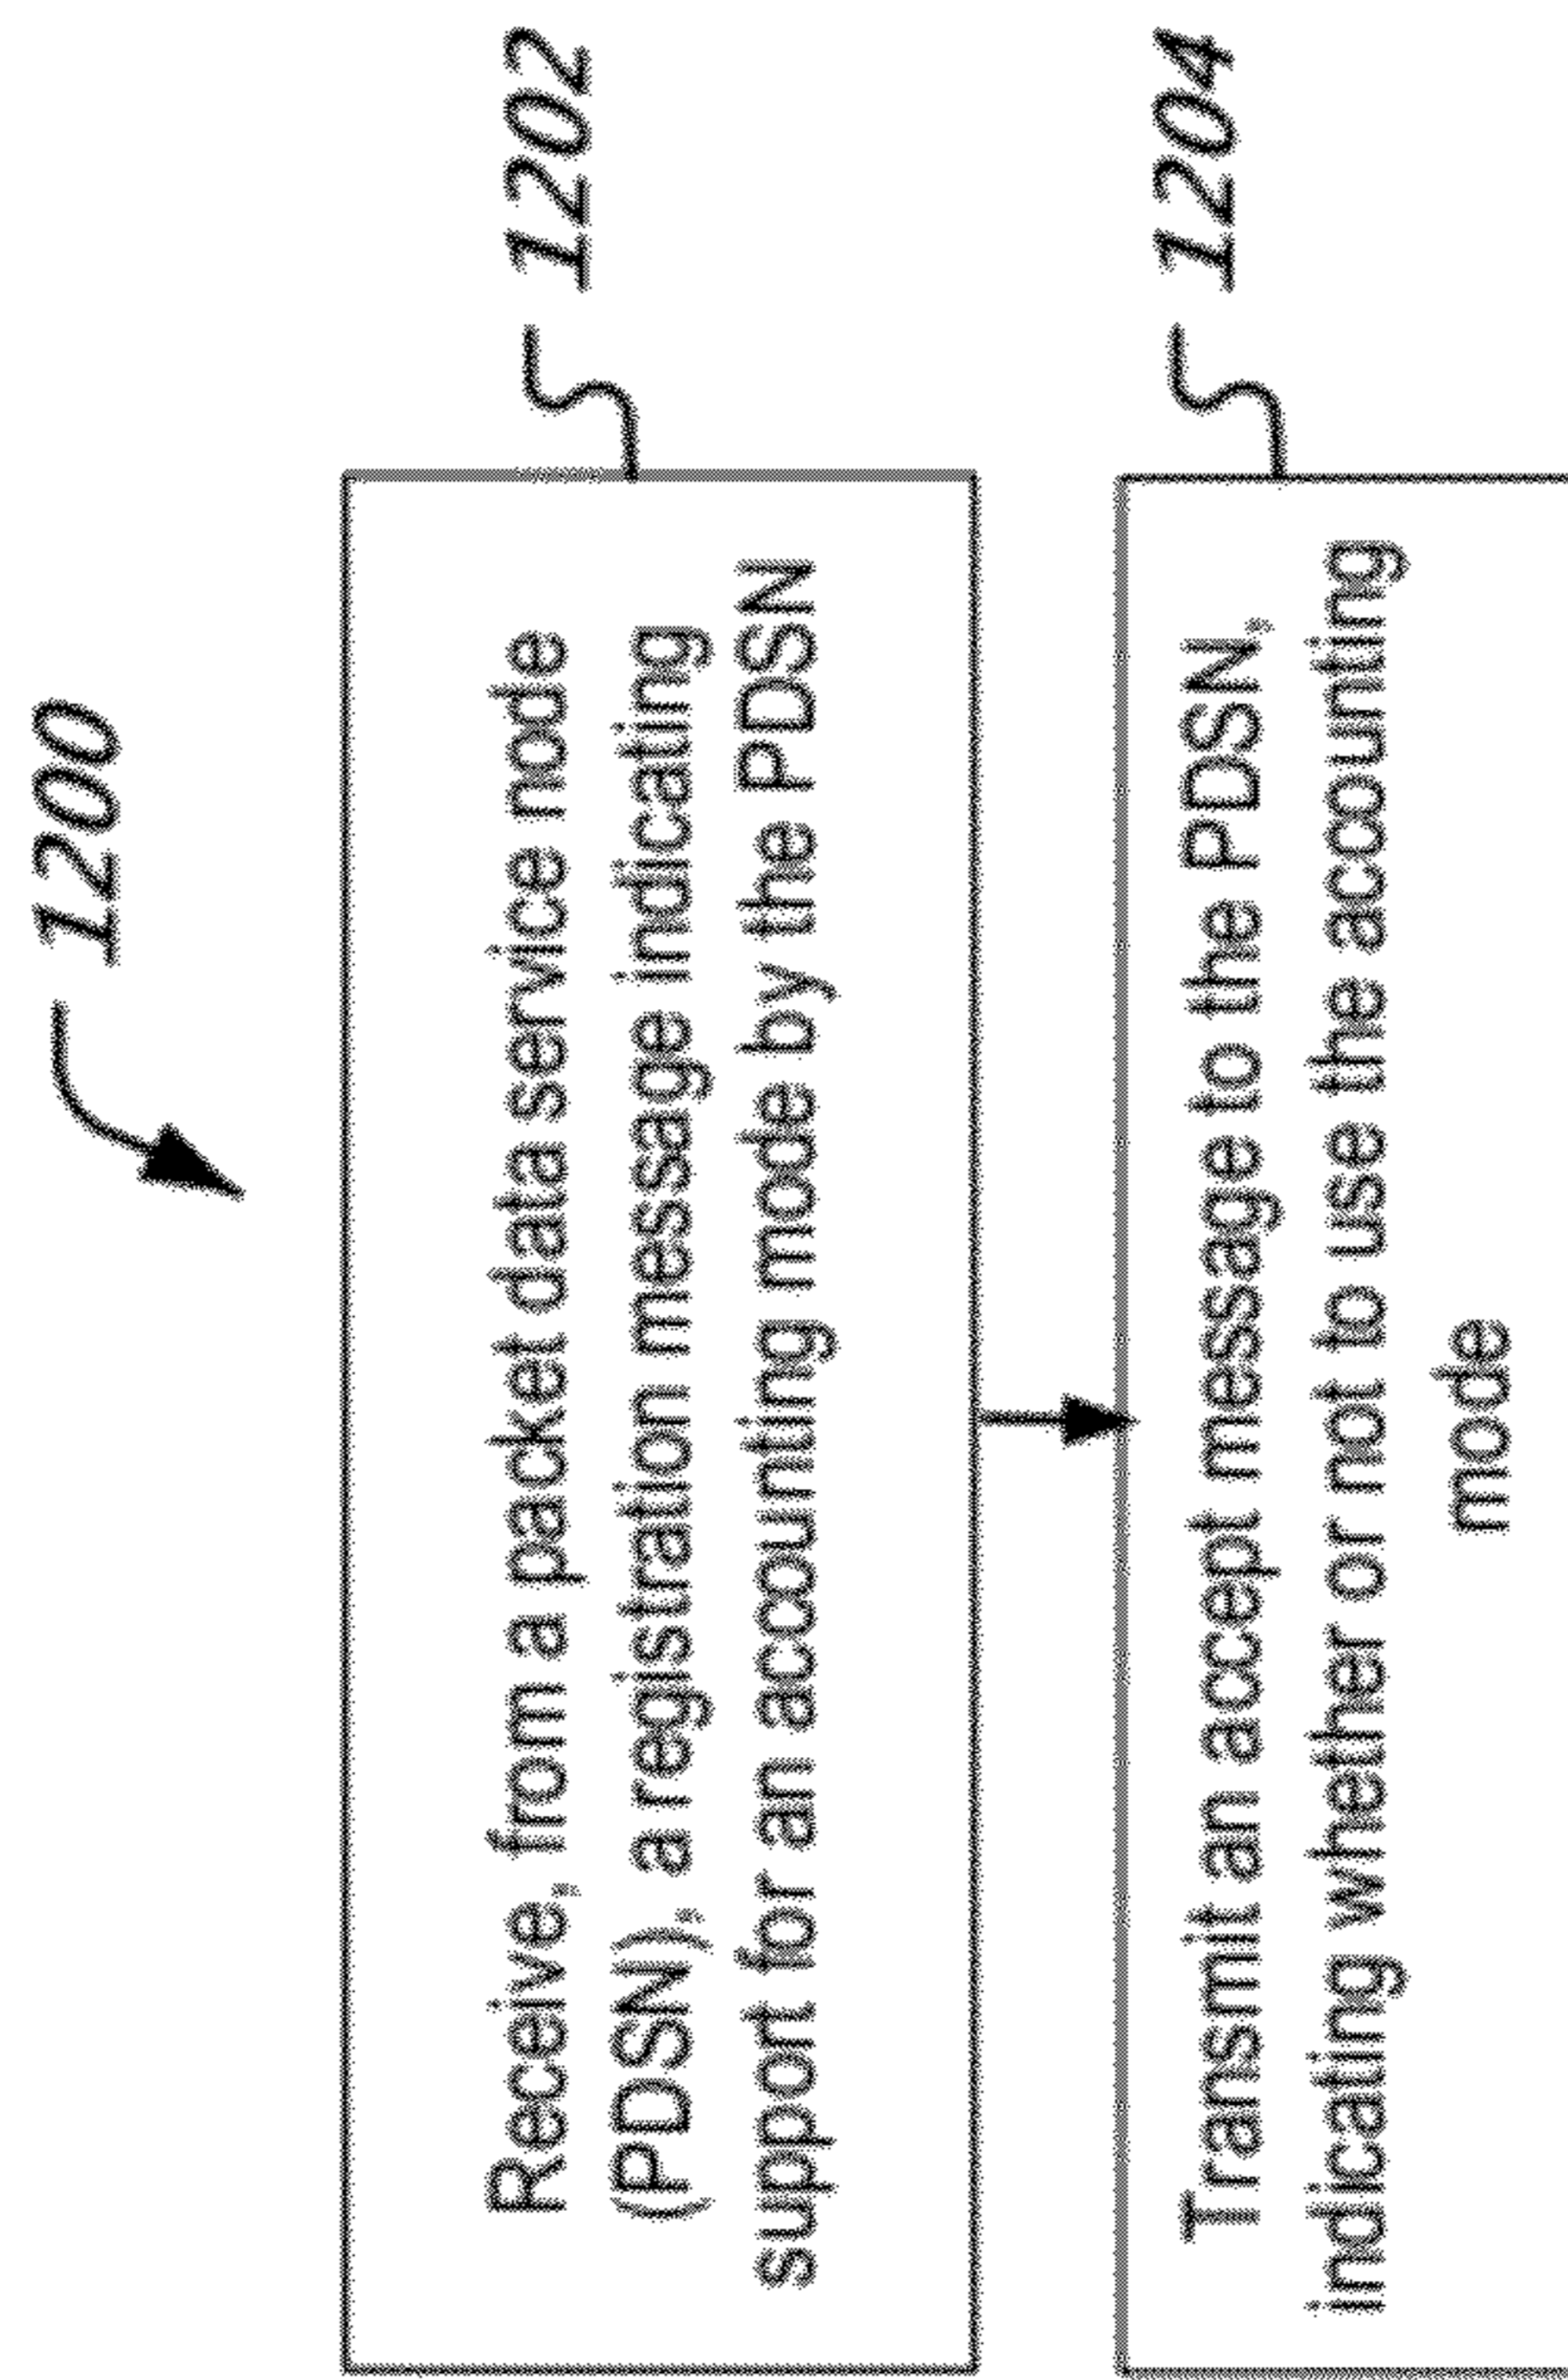 1200
1202
Receive, from a packet data service node
(PDSN), a registration message indicating
support for an accounting mode by the PDSN
1204
Transmit an accept message to the PDSN,
indicating whether or not to use the accounting
mode